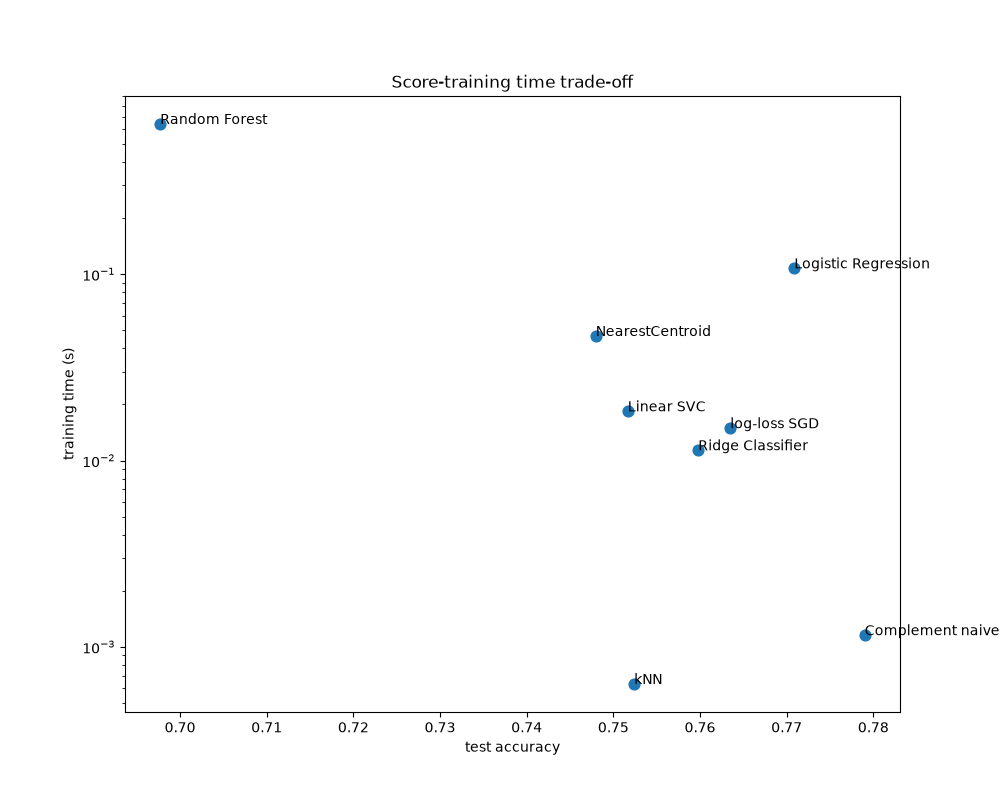 Score-training time trade-off
Random Forest
Logistic Regression
NearestCentroid
Linear SVC
log-loss SGD
Ridge Classifier
Complement naive
kNN
training time (s)
10⁻¹
10⁻²
10⁻³
0.70 0.71 0.72 0.73 0.74 0.75 0.76 0.77 0.78
test accuracy